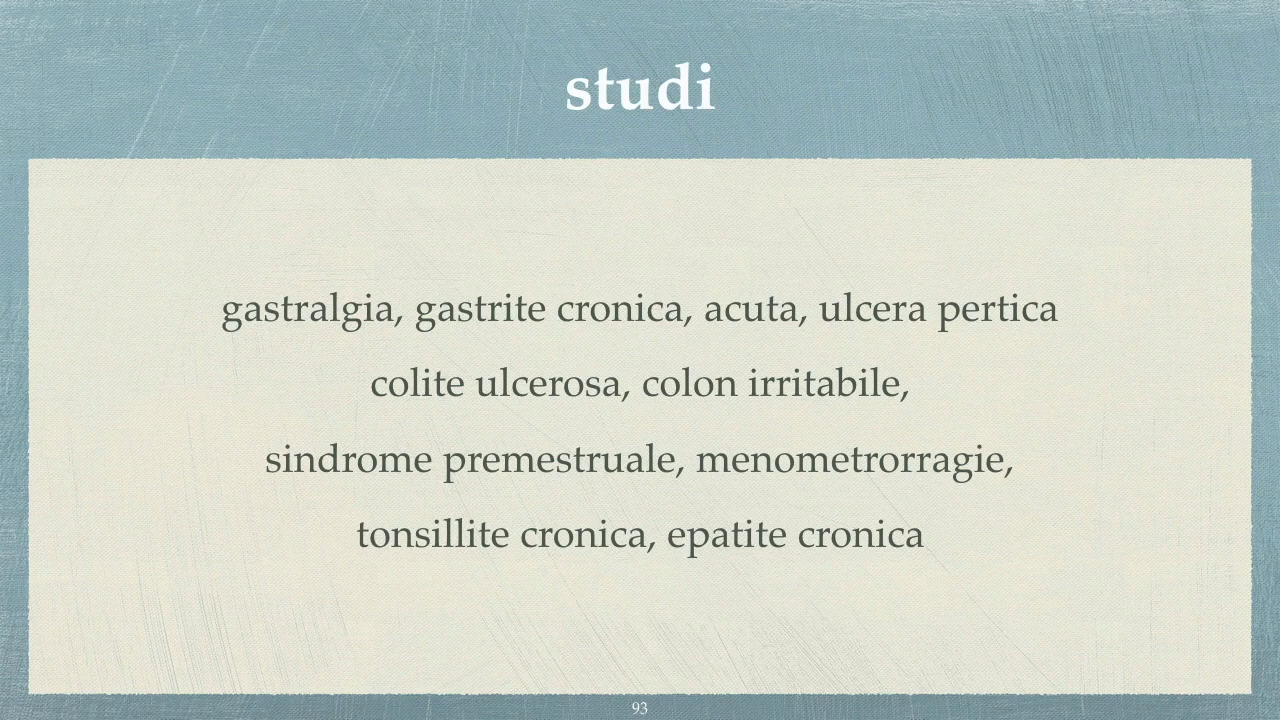 studi
gastralgia, gastrite cronica, acuta, ulcera pertica
colite ulcerosa, colon irritabile,
sindrome premestruale, menometrorragie,
tonsillite cronica, epatite cronica
93